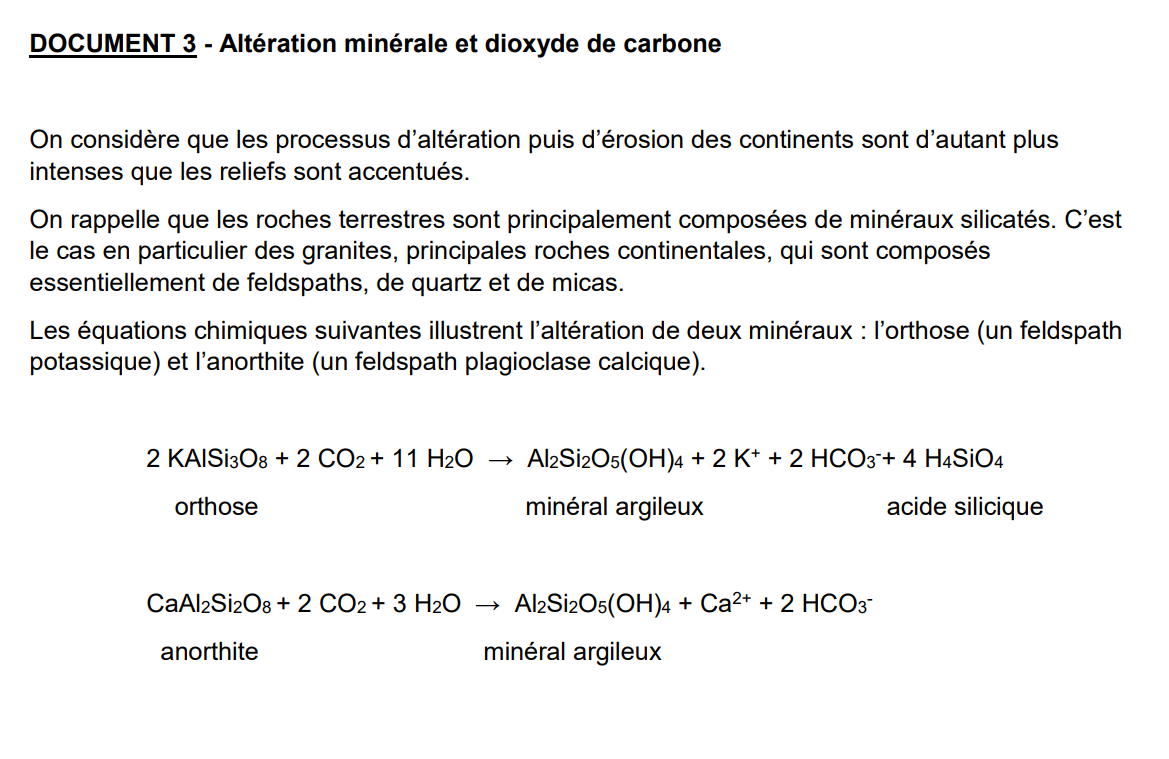 DOCUMENT 3 - Altération minérale et dioxyde de carbone
On considère que les processus d’altération puis d’érosion des continents sont d’autant plus
intenses que les reliefs sont accentués.
On rappelle que les roches terrestres sont principalement composées de minéraux silicatés. C’est
le cas en particulier des granites, principales roches continentales, qui sont composés
essentiellement de feldspaths, de quartz et de micas.
Les équations chimiques suivantes illustrent l’altération de deux minéraux : l’orthose (un feldspath
potassique) et l’anorthite (un feldspath plagioclase calcique).
2 KAlSi₃O₈ + 2 CO₂ + 11 H₂O → Al₂Si₂O₅(OH)₄ + 2 K⁺ + 2 HCO₃⁻ + 4 H₄SiO₄
orthose minéral argileux acide silicique
CaAl₂Si₂O₈ + 2 CO₂ + 3 H₂O → Al₂Si₂O₅(OH)₄ + Ca²⁺ + 2 HCO₃⁻
anorthite minéral argileux